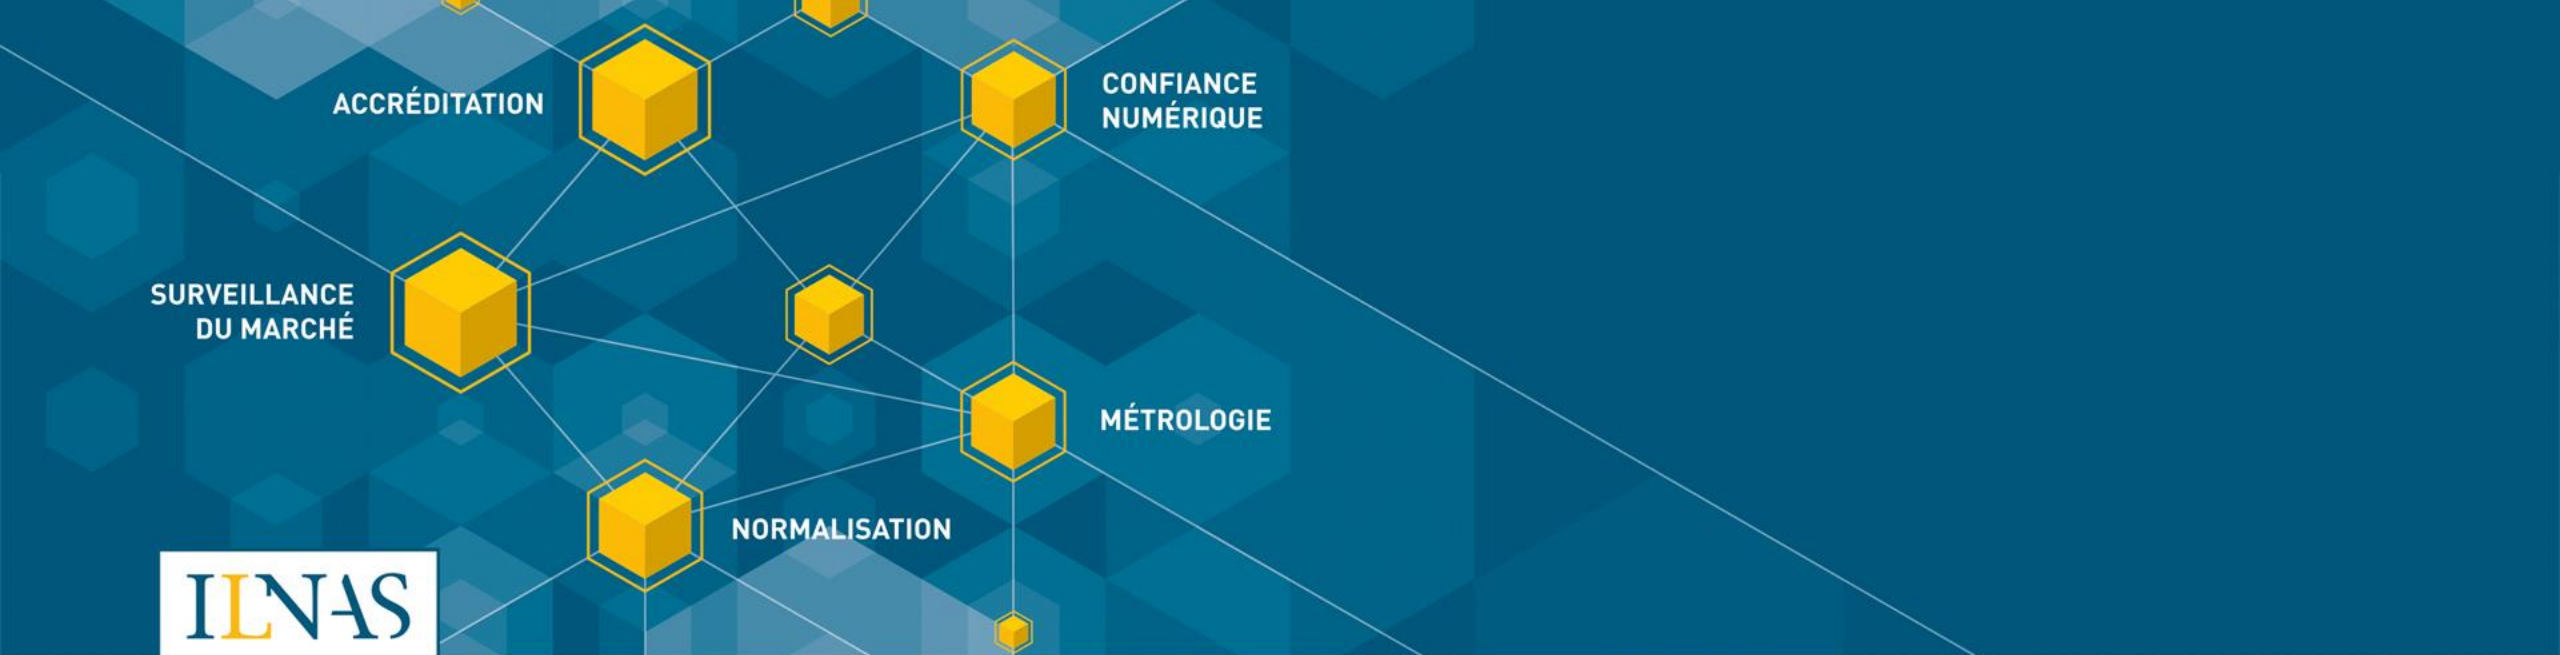 ACCRÉDITATION
CONFIANCE
NUMÉRIQUE
SURVEILLANCE
DU MARCHÉ
MÉTROLOGIE
NORMALISATION
ILNAS